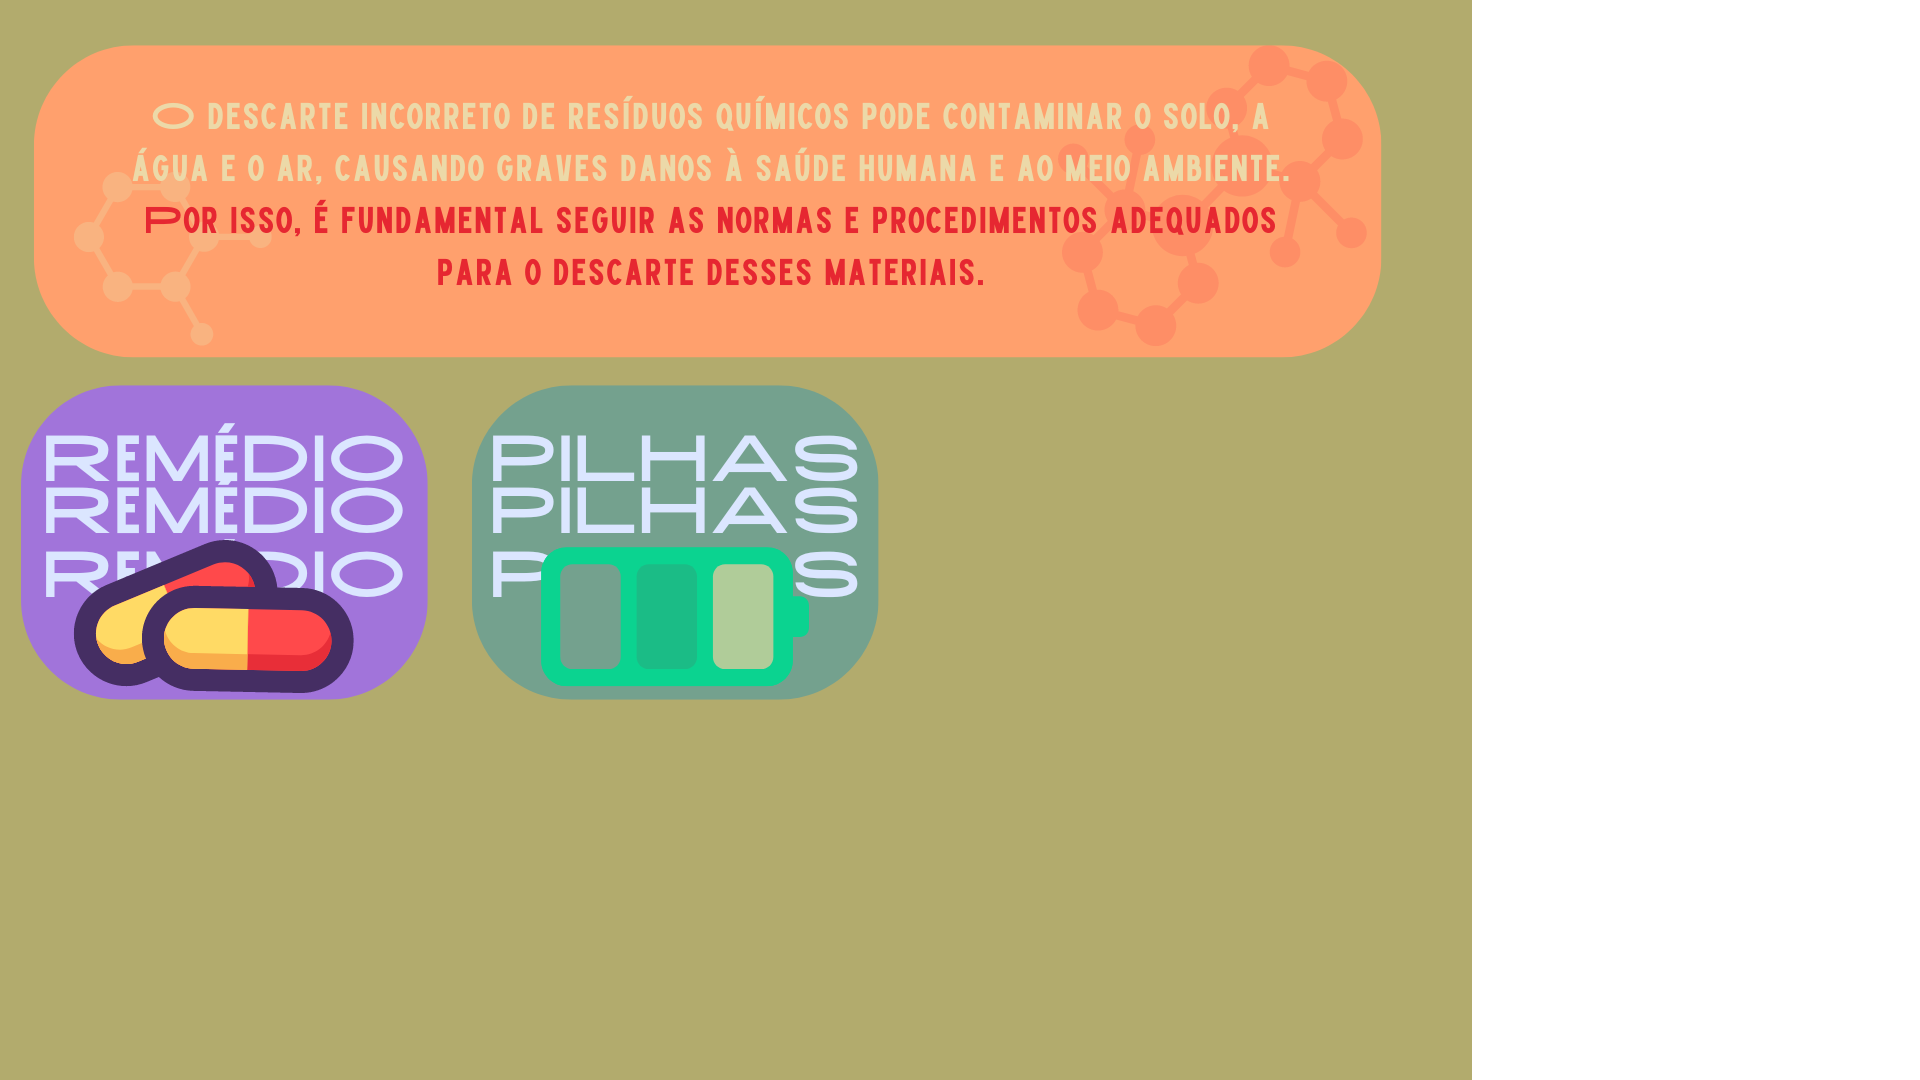 O DESCARTE INCORRETO DE RESÍDUOS QUÍMICOS PODE CONTAMINAR O SOLO, A
ÁGUA E O AR, CAUSANDO GRAVES DANOS À SAÚDE HUMANA E AO MEIO AMBIENTE.
POR ISSO, É FUNDAMENTAL SEGUIR AS NORMAS E PROCEDIMENTOS ADEQUADOS
PARA O DESCARTE DESSES MATERIAIS.
REMÉDIO
REMÉDIO
REMÉDIO
PILHAS
PILHAS